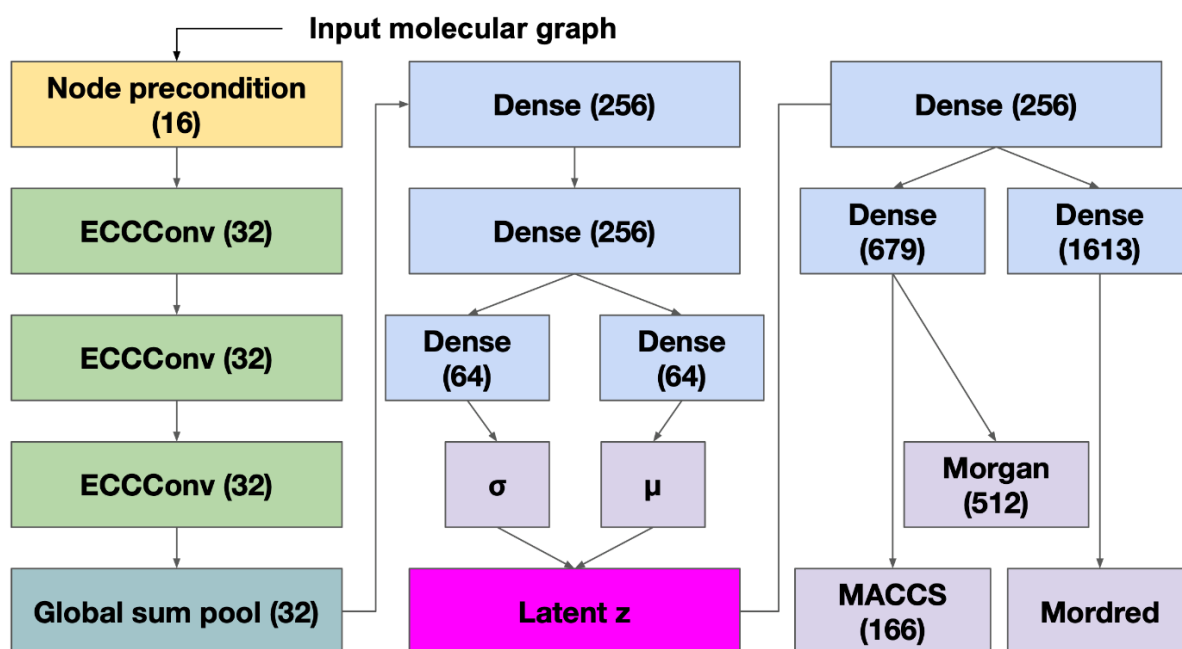 Input molecular graph
Node precondition
(16)
ECCConv (32)
ECCConv (32)
ECCConv (32)
Global sum pool (32)
Dense (256)
Dense (256)
Dense
(64)
Dense
(64)
σ
μ
Latent z
Dense (256)
Dense
(679)
Dense
(1613)
Morgan
(512)
MACCS
(166)
Mordred